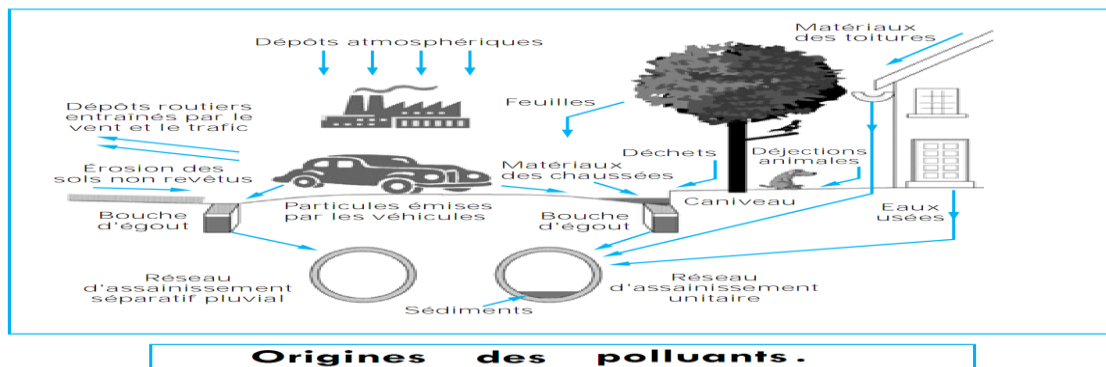 Matériaux
des toitures
Dépôts atmosphériques
Dépôts routiers
entraînés par le
vent et le trafic
Feuilles
Érosion des
sols non revêtus
Matériaux
des chaussées
Déchets
Déjections
animales
Bouche
d'égout
Particules émises
par les véhicules
Bouche
d'égout
Caniveau
Eaux
usées
Réseau
d'assainissement
séparatif pluvial
Sédiments
Réseau
d'assainissement
unitaire
Origines des polluants.